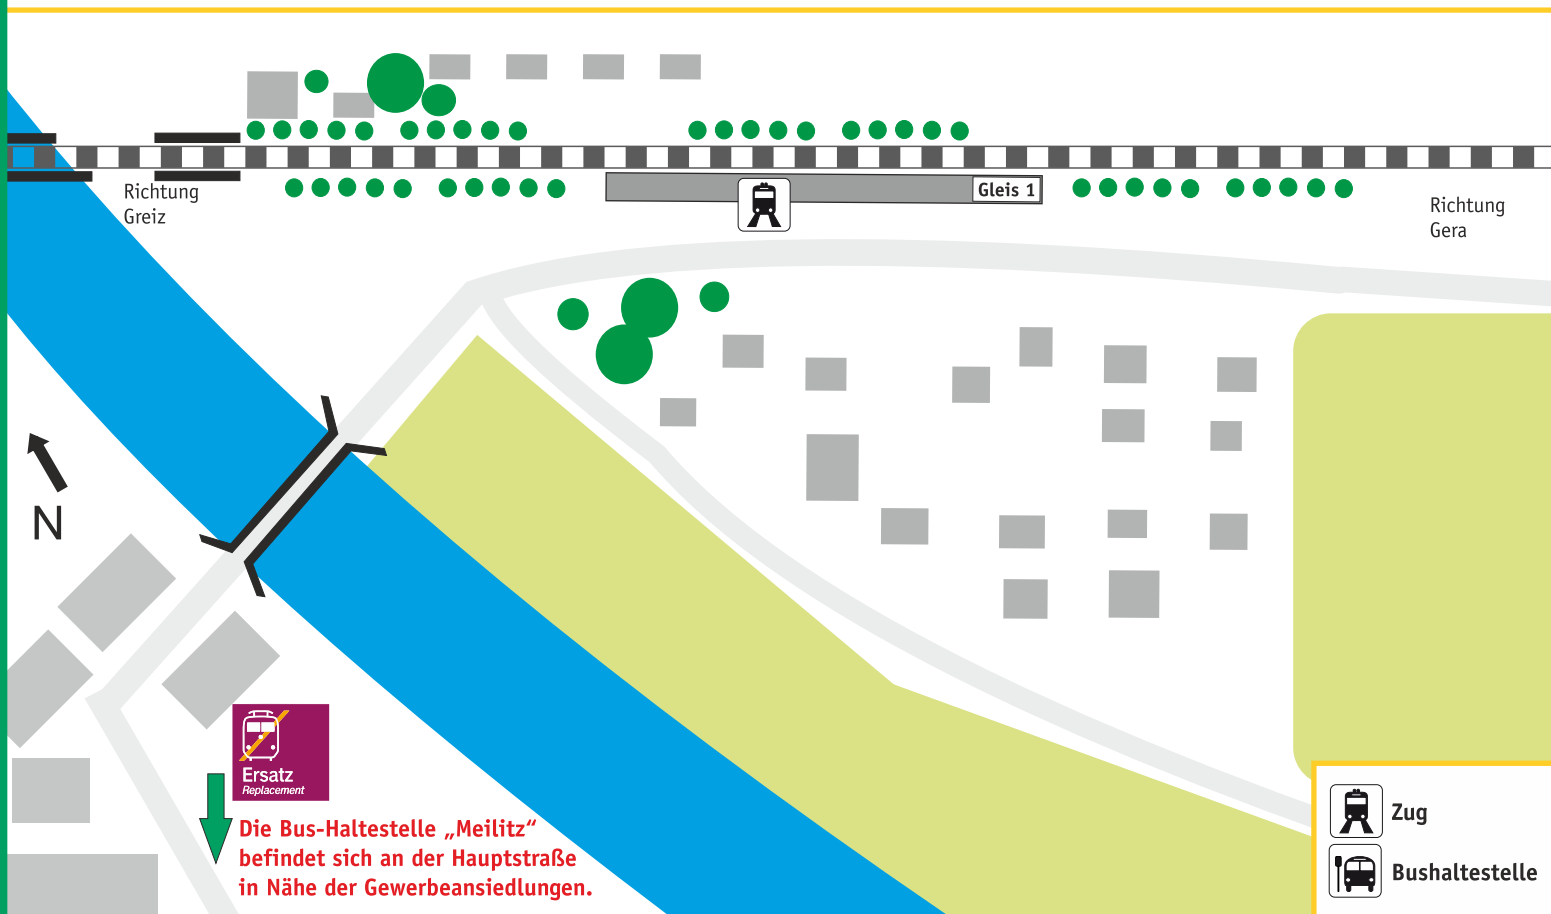 Richtung
Greiz
Gleis 1
Richtung
Gera
N
Ersatz
Replacement
Die Bus-Haltestelle „Meilitz“
befindet sich an der Hauptstraße
in Nähe der Gewerbeansiedlungen.
Zug
Bushaltestelle